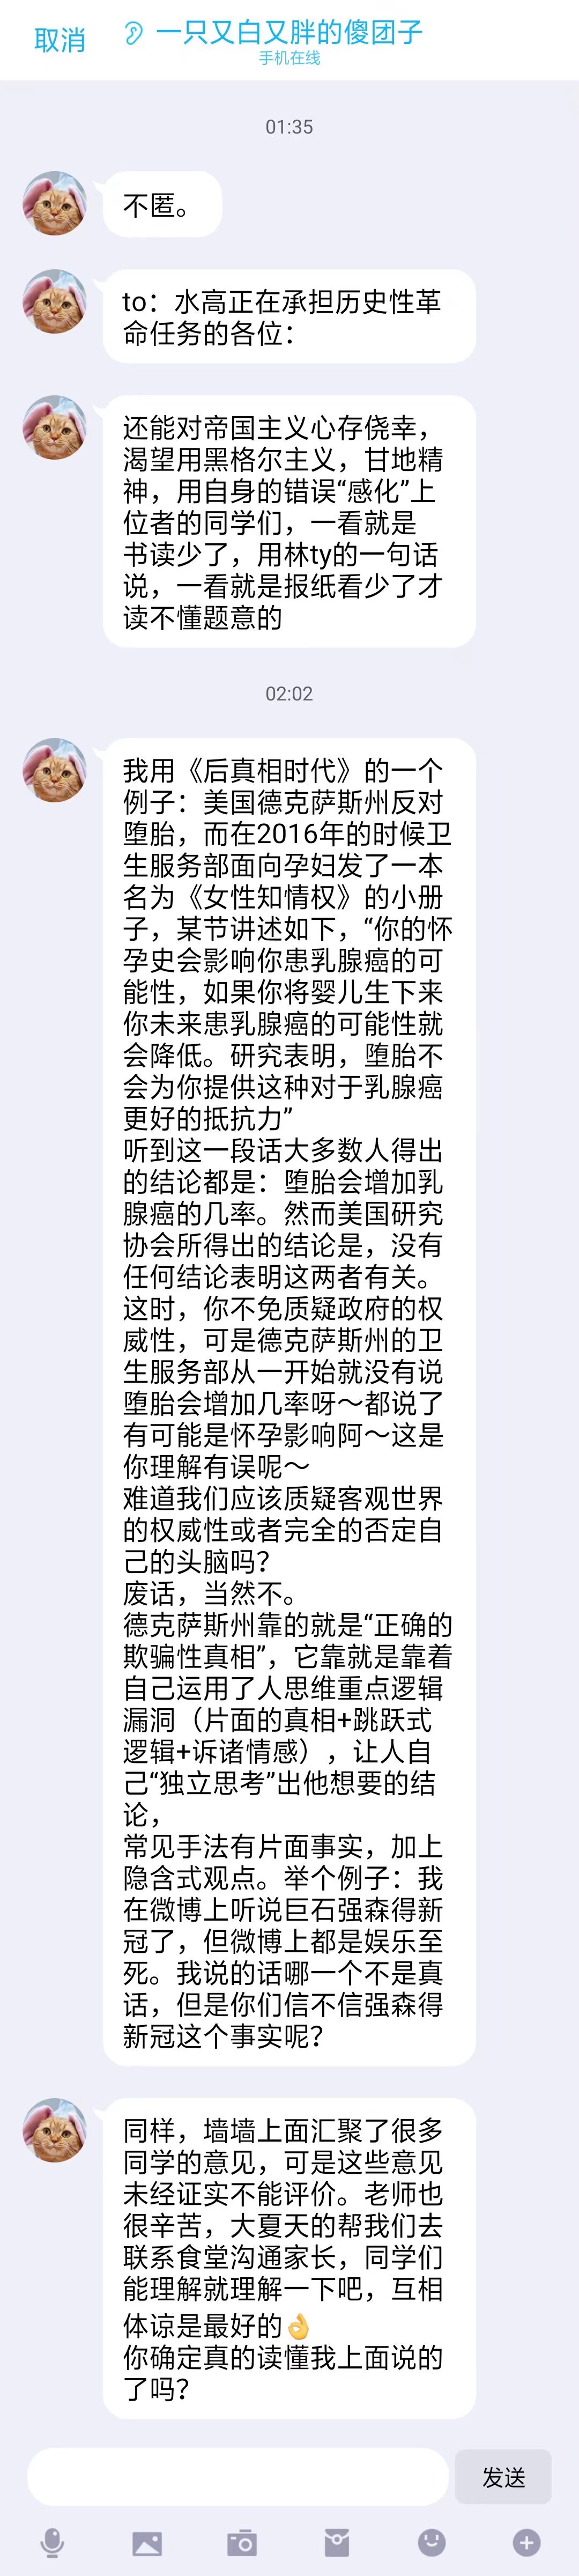 取消
一只又白又胖的傻团子
手机在线
01:35
不匿。
to：水高正在承担历史性革
命任务的各位：
还能对帝国主义心存侥幸，
渴望用黑格尔主义，甘地精
神，用自身的错误“感化”上
位者的同学们，一看就是
书读少了，用林ty的一句话
说，一看就是报纸看少了才
读不懂题意的
02:02
我用《后真相时代》的一个
例子：美国德克萨斯州反对
堕胎，而在2016年的时候卫
生服务部面向孕妇发了一本
名为《女性知情权》的小册
子，某节讲述如下，“你的怀
孕史会影响你患乳腺癌的可
能性，如果你将婴儿生下来
你未来患乳腺癌的可能性就
会降低。研究表明，堕胎不
会为你提供这种对于乳腺癌
更好的抵抗力”
听到这一段话大多数人得出
的结论都是：堕胎会增加乳
腺癌的几率。然而美国研究
协会所得出的结论是，没有
任何结论表明这两者有关。
这时，你不免质疑政府的权
威性，可是德克萨斯州的卫
生服务部从一开始就没有说
堕胎会增加几率呀～都说了
有可能是怀孕影响阿～这是
你理解有误呢～
难道我们应该质疑客观世界
的权威性或者完全的否定自
己的头脑吗？
废话，当然不。
德克萨斯州靠的就是“正确的
欺骗性真相”，它靠就是靠着
自己运用了人思维重点逻辑
漏洞（片面的真相+跳跃式
逻辑+诉诸情感），让人自
己“独立思考”出他想要的结
论，
常见手法有片面事实，加上
隐含式观点。举个例子：我
在微博上听说巨石强森得新
冠了，但微博上都是娱乐至
死。我说的话哪一个不是真
话，但是你们信不信强森得
新冠这个事实呢？
同样，墙墙上面汇聚了很多
同学的意见，可是这些意见
未经证实不能评价。老师也
很辛苦，大夏天的帮我们去
联系食堂沟通家长，同学们
能理解就理解一下吧，互相
体谅是最好的👌
你确定真的读懂我上面说的
了吗？
发送